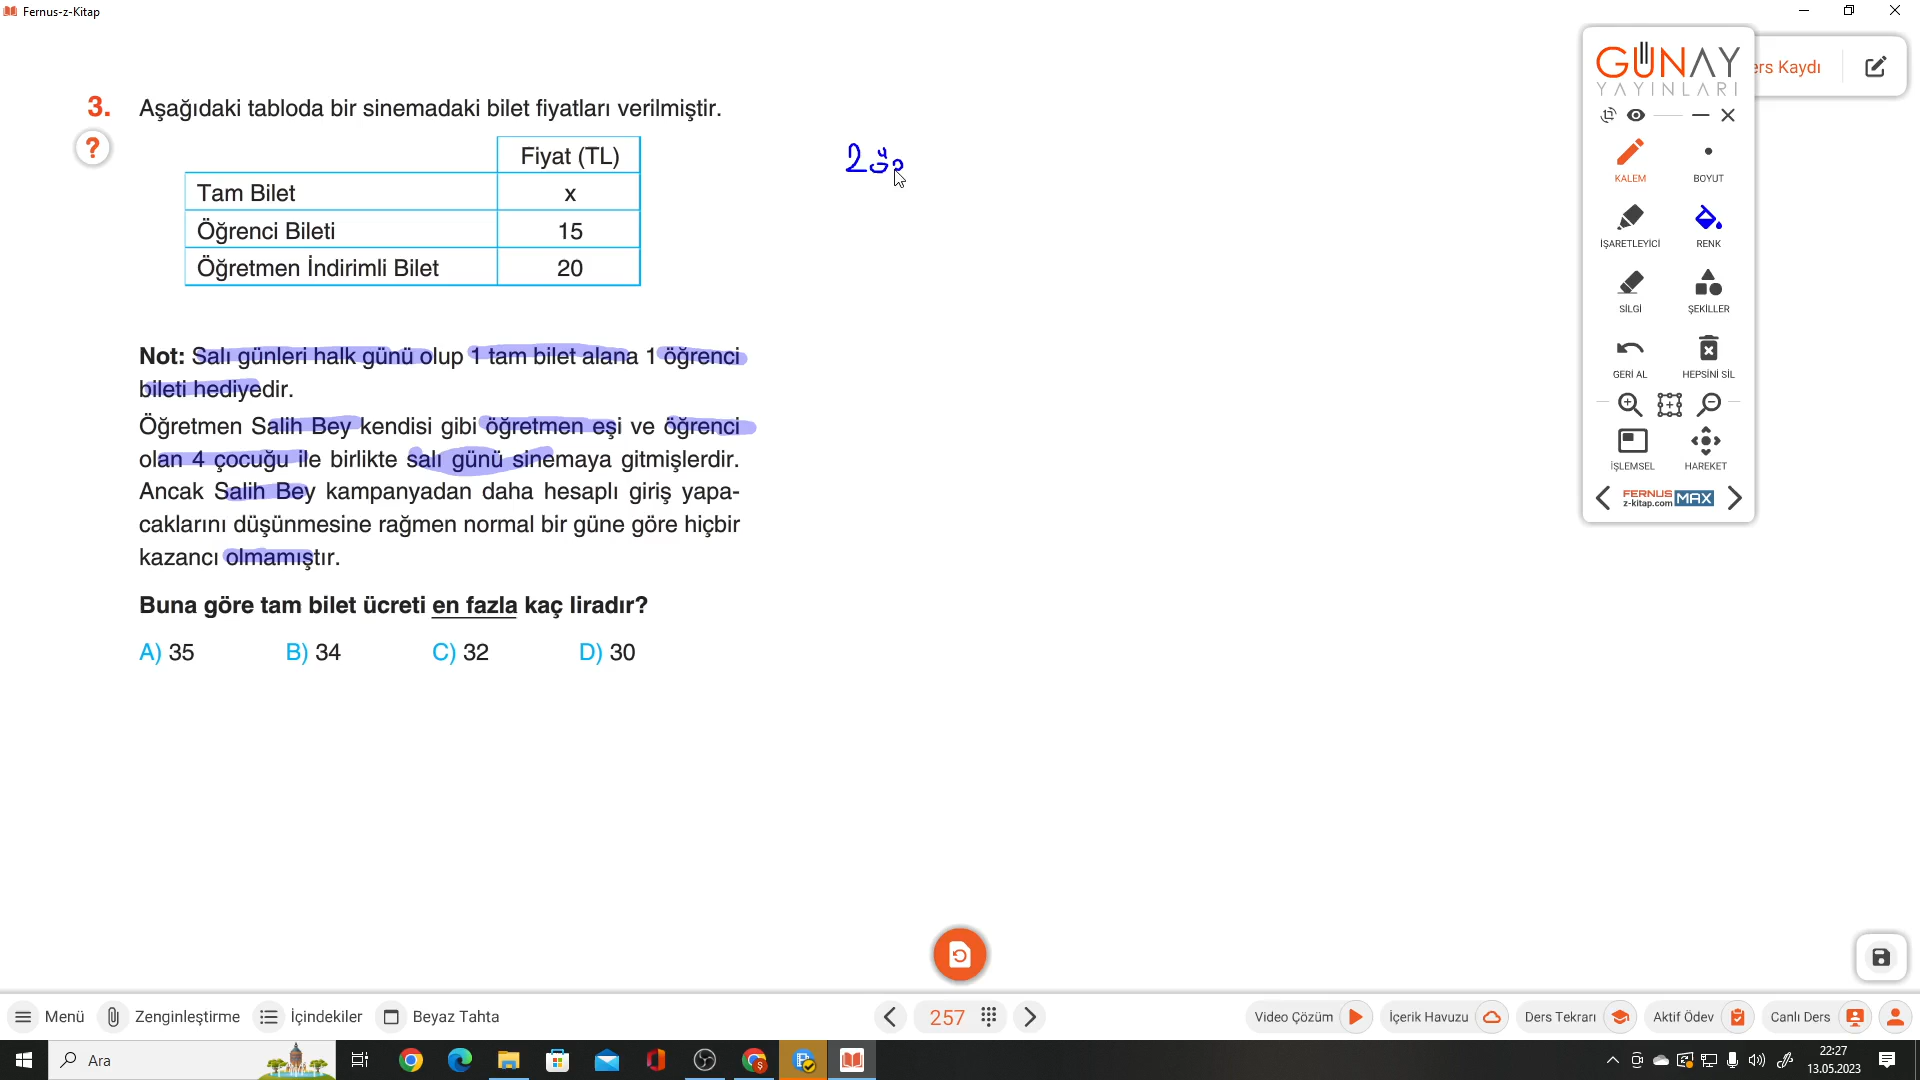 Fernus-z-Kitap
GÜNAY
YAYINLARI
ers Kaydı
3. Aşağıdaki tabloda bir sinemadaki bilet fiyatları verilmiştir.
?
Fiyat (TL)
Tam Bilet x
Öğrenci Bileti 15
Öğretmen İndirimli Bilet 20
Not: Salı günleri halk günü olup 1 tam bilet alana 1 öğrenci
bileti hediyedir.
Öğretmen Salih Bey kendisi gibi öğretmen eşi ve öğrenci
olan 4 çocuğu ile birlikte salı günü sinemaya gitmişlerdir.
Ancak Salih Bey kampanyadan daha hesaplı giriş yapa-
caklarını düşünmesine rağmen normal bir güne göre hiçbir
kazancı olmamıştır.
Buna göre tam bilet ücreti en fazla kaç liradır?
A) 35 B) 34 C) 32 D) 30
KALEM BOYUT
İŞARETLEYİCİ RENK
SİLGİ ŞEKİLLER
GERİ AL HEPSİNİ SİL
İŞLEMSEL HAREKET
FERNUS MAX
z-kitap.com
Menü Zenginleştirme İçindekiler Beyaz Tahta 257 Video Çözüm İçerik Havuzu Ders Tekrarı Aktif Ödev Canlı Ders
Ara
22:27
13.05.2023